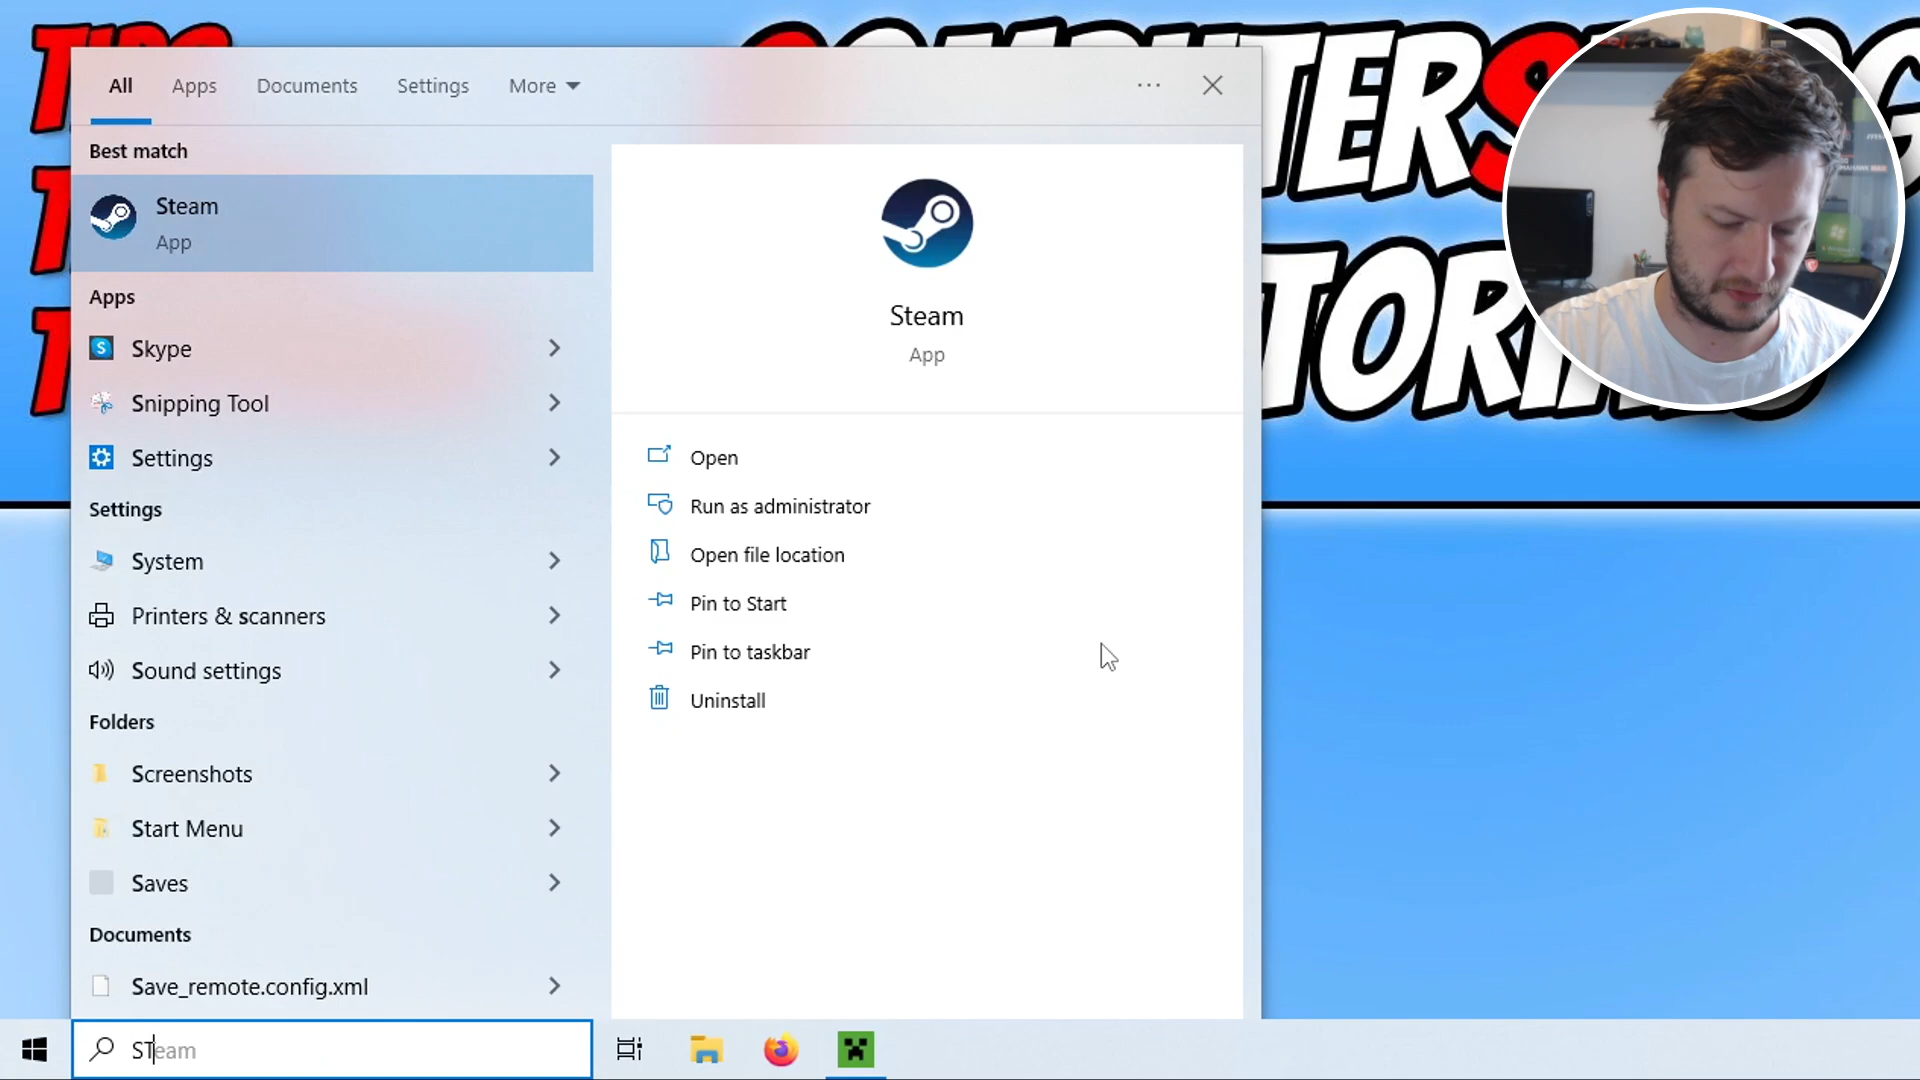 All Apps Documents Settings More
Best match
Steam
App
Apps
Skype
Snipping Tool
Settings
Settings
System
Printers & scanners
Sound settings
Folders
Screenshots
Start Menu
Saves
Documents
Save_remote.config.xml
STeam
Steam
App
Open
Run as administrator
Open file location
Pin to Start
Pin to taskbar
Uninstall